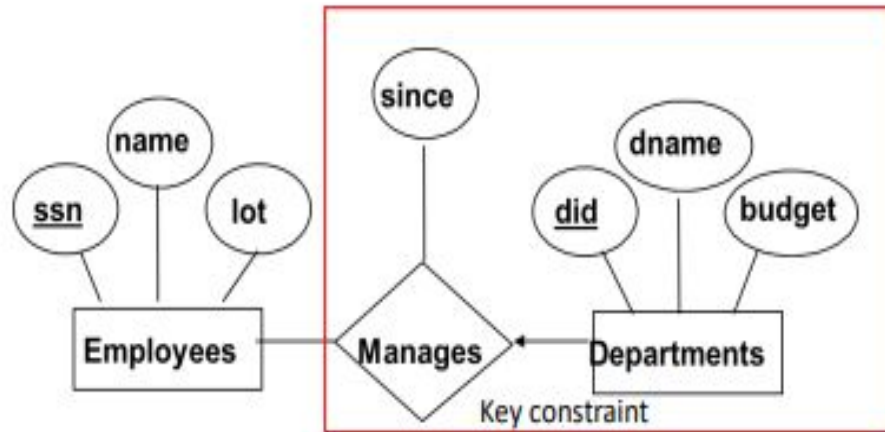 since
name
dname
ssn
lot
did
budget
Employees
Manages
Departments
Key constraint